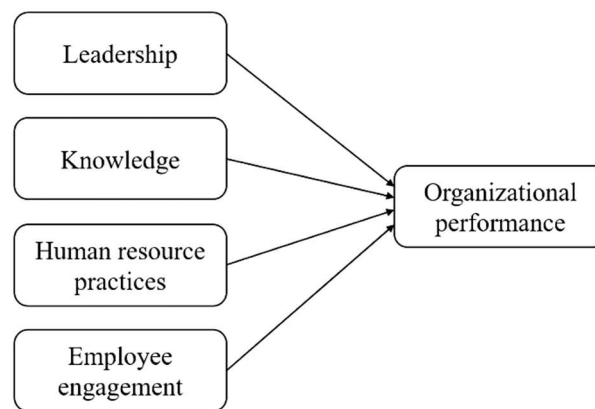 Leadership
Knowledge
Human resource
practices
Employee
engagement
Organizational
performance